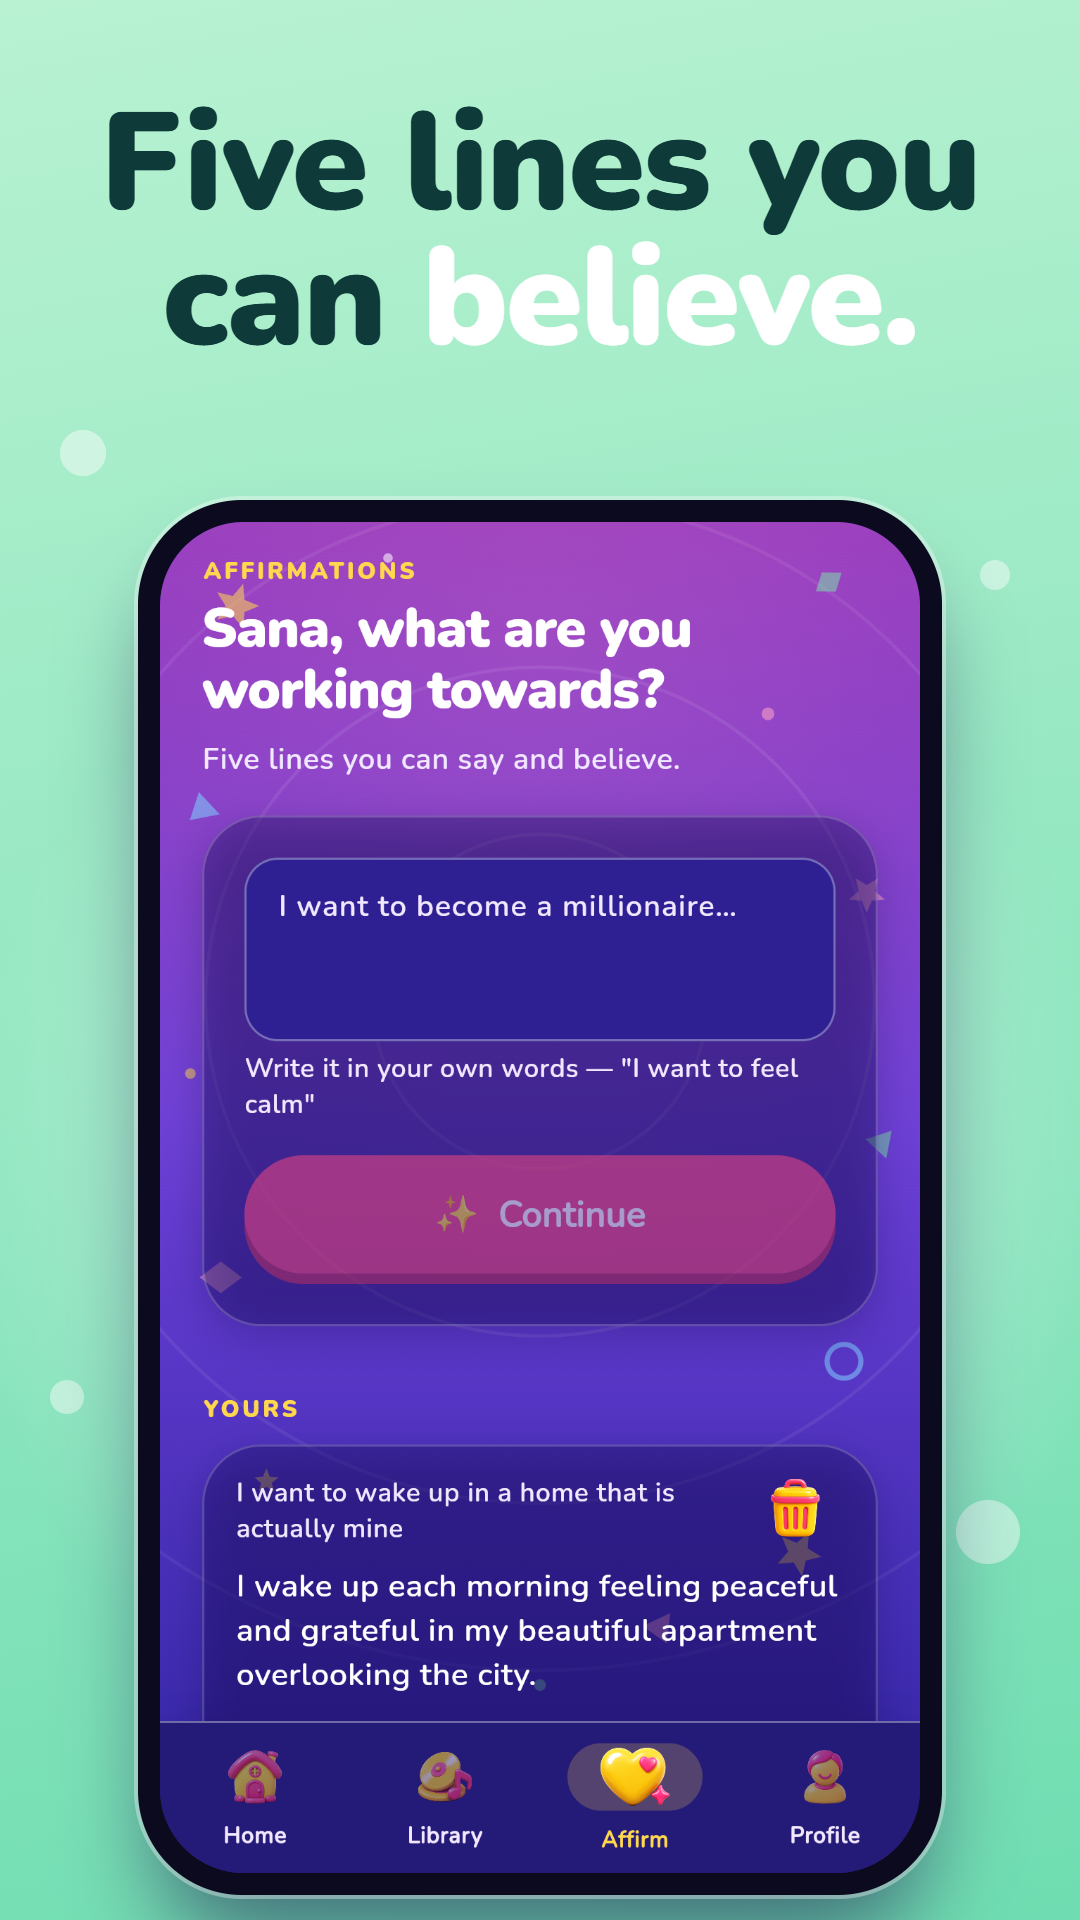 Five lines you
can believe.
AFFIRMATIONS
Sana, what are you
working towards?
Five lines you can say and believe.
I want to become a millionaire...
Write it in your own words — "I want to feel
calm"
✨ Continue
YOURS
I want to wake up in a home that is
actually mine
I wake up each morning feeling peaceful
and grateful in my beautiful apartment
overlooking the city.
Home
Library
Affirm
Profile